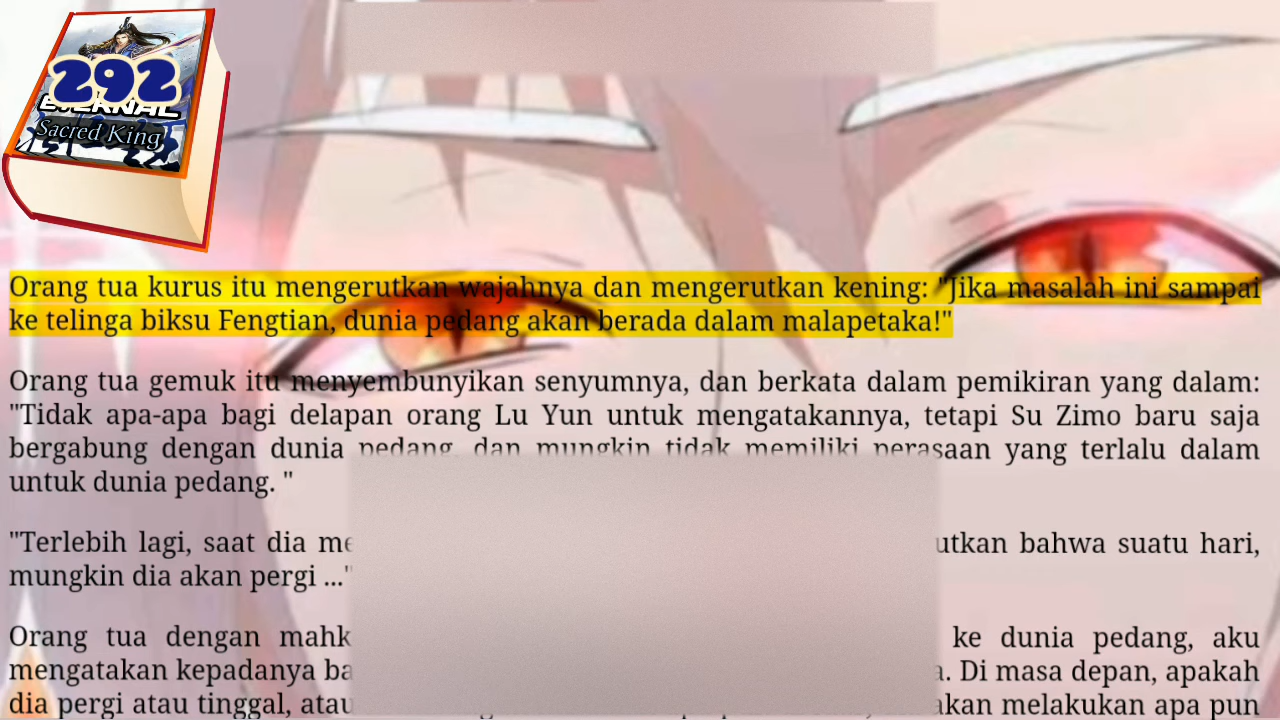 292
ETERNAL
Sacred King
Orang tua kurus itu mengerutkan wajahnya dan mengerutkan kening: "Jika masalah ini sampai
ke telinga biksu Fengtian, dunia pedang akan berada dalam malapetaka!"
Orang tua gemuk itu menyembunyikan senyumnya, dan berkata dalam pemikiran yang dalam:
"Tidak apa-apa bagi delapan orang Lu Yun untuk mengatakannya, tetapi Su Zimo baru saja
bergabung dengan dunia pedang, dan mungkin tidak memiliki perasaan yang terlalu dalam
untuk dunia pedang. "
"Terlebih lagi, saat dia bahwa suatu hari,
mungkin dia akan pergi ..."
Orang tua dengan ke dunia pedang, aku
mengatakan kepadanya Di masa depan, apakah
dia pergi atau tinggal, akan melakukan apa pun